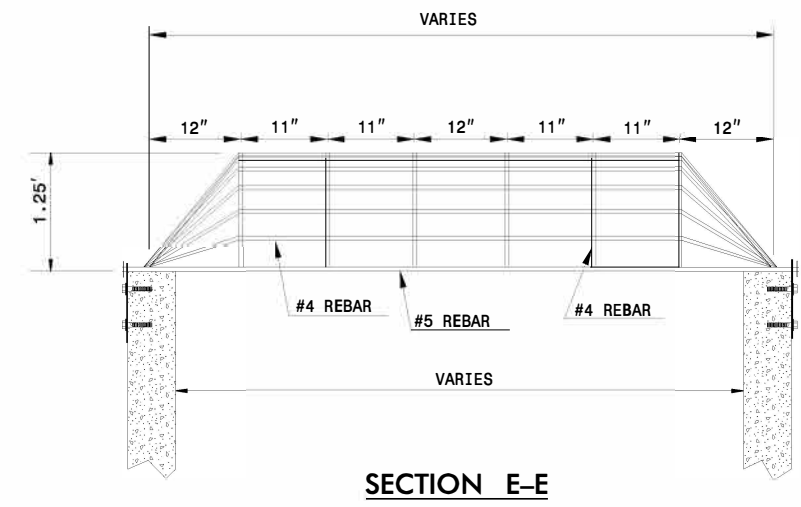 VARIES
12" 11" 11" 12" 11" 11" 12"
1.25'
#4 REBAR
#5 REBAR
#4 REBAR
VARIES
SECTION E–E